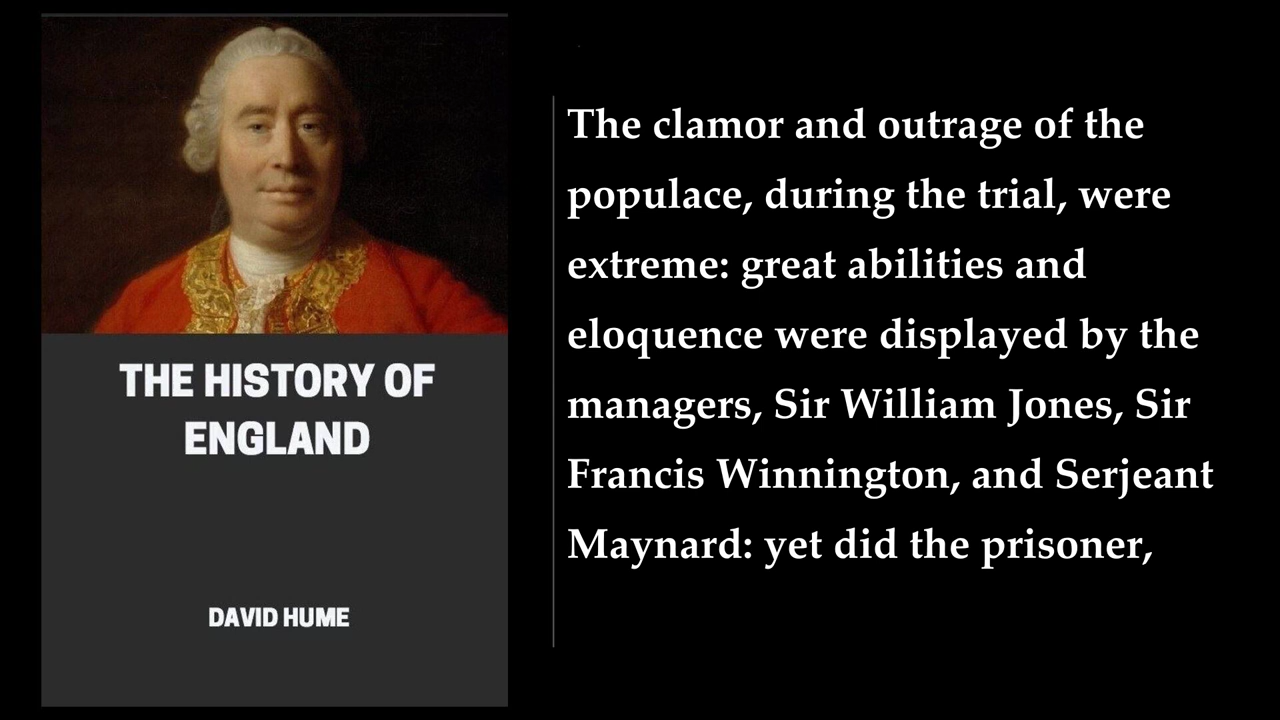 THE HISTORY OF
ENGLAND
DAVID HUME
The clamor and outrage of the
populace, during the trial, were
extreme: great abilities and
eloquence were displayed by the
managers, Sir William Jones, Sir
Francis Winnington, and Serjeant
Maynard: yet did the prisoner,